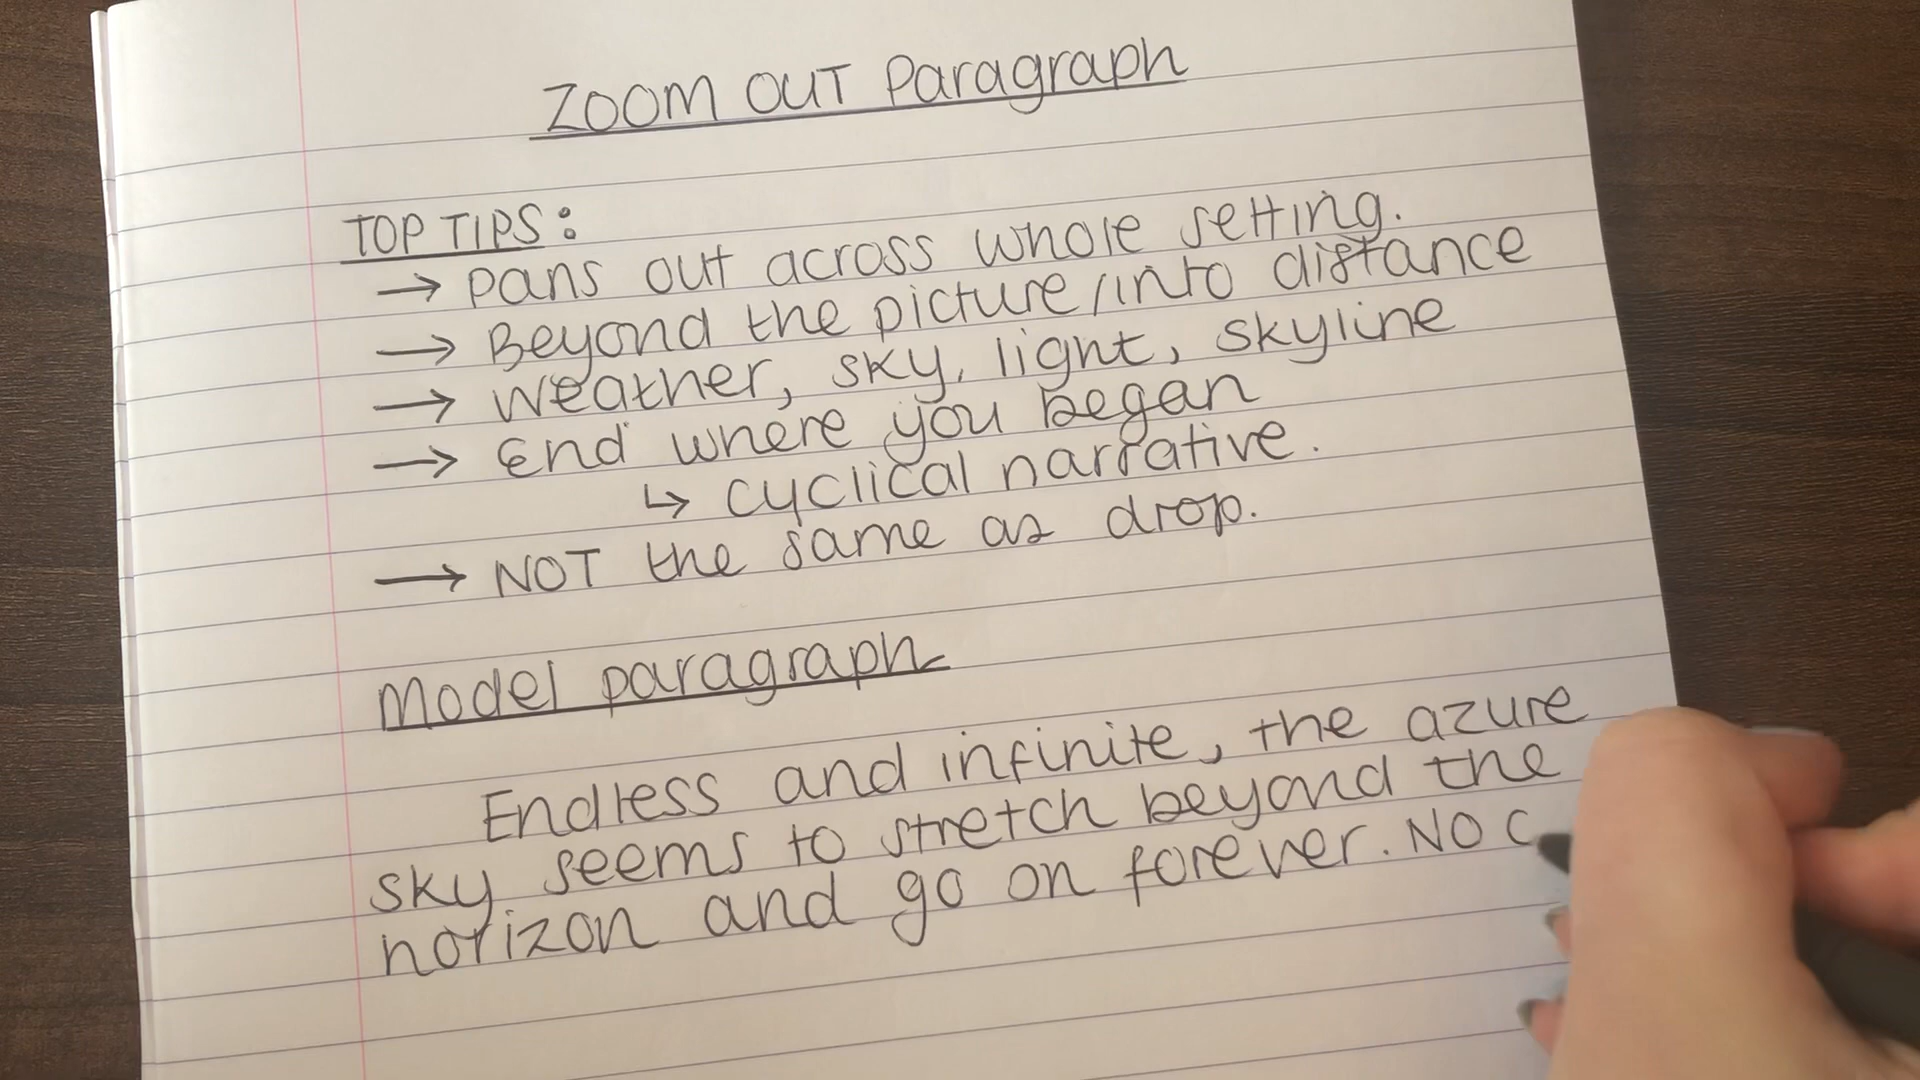 ZOOM OUT Paragraph
TOP TIPS:
→ pans out across whole setting.
→ Beyond the picture/into distance
→ weather, sky, light, skyline
→ End where you began
↳ cyclical narrative.
→ NOT the same as drop.
Model paragraph
Endless and infinite, the azure
sky seems to stretch beyond the
horizon and go on forever. No c